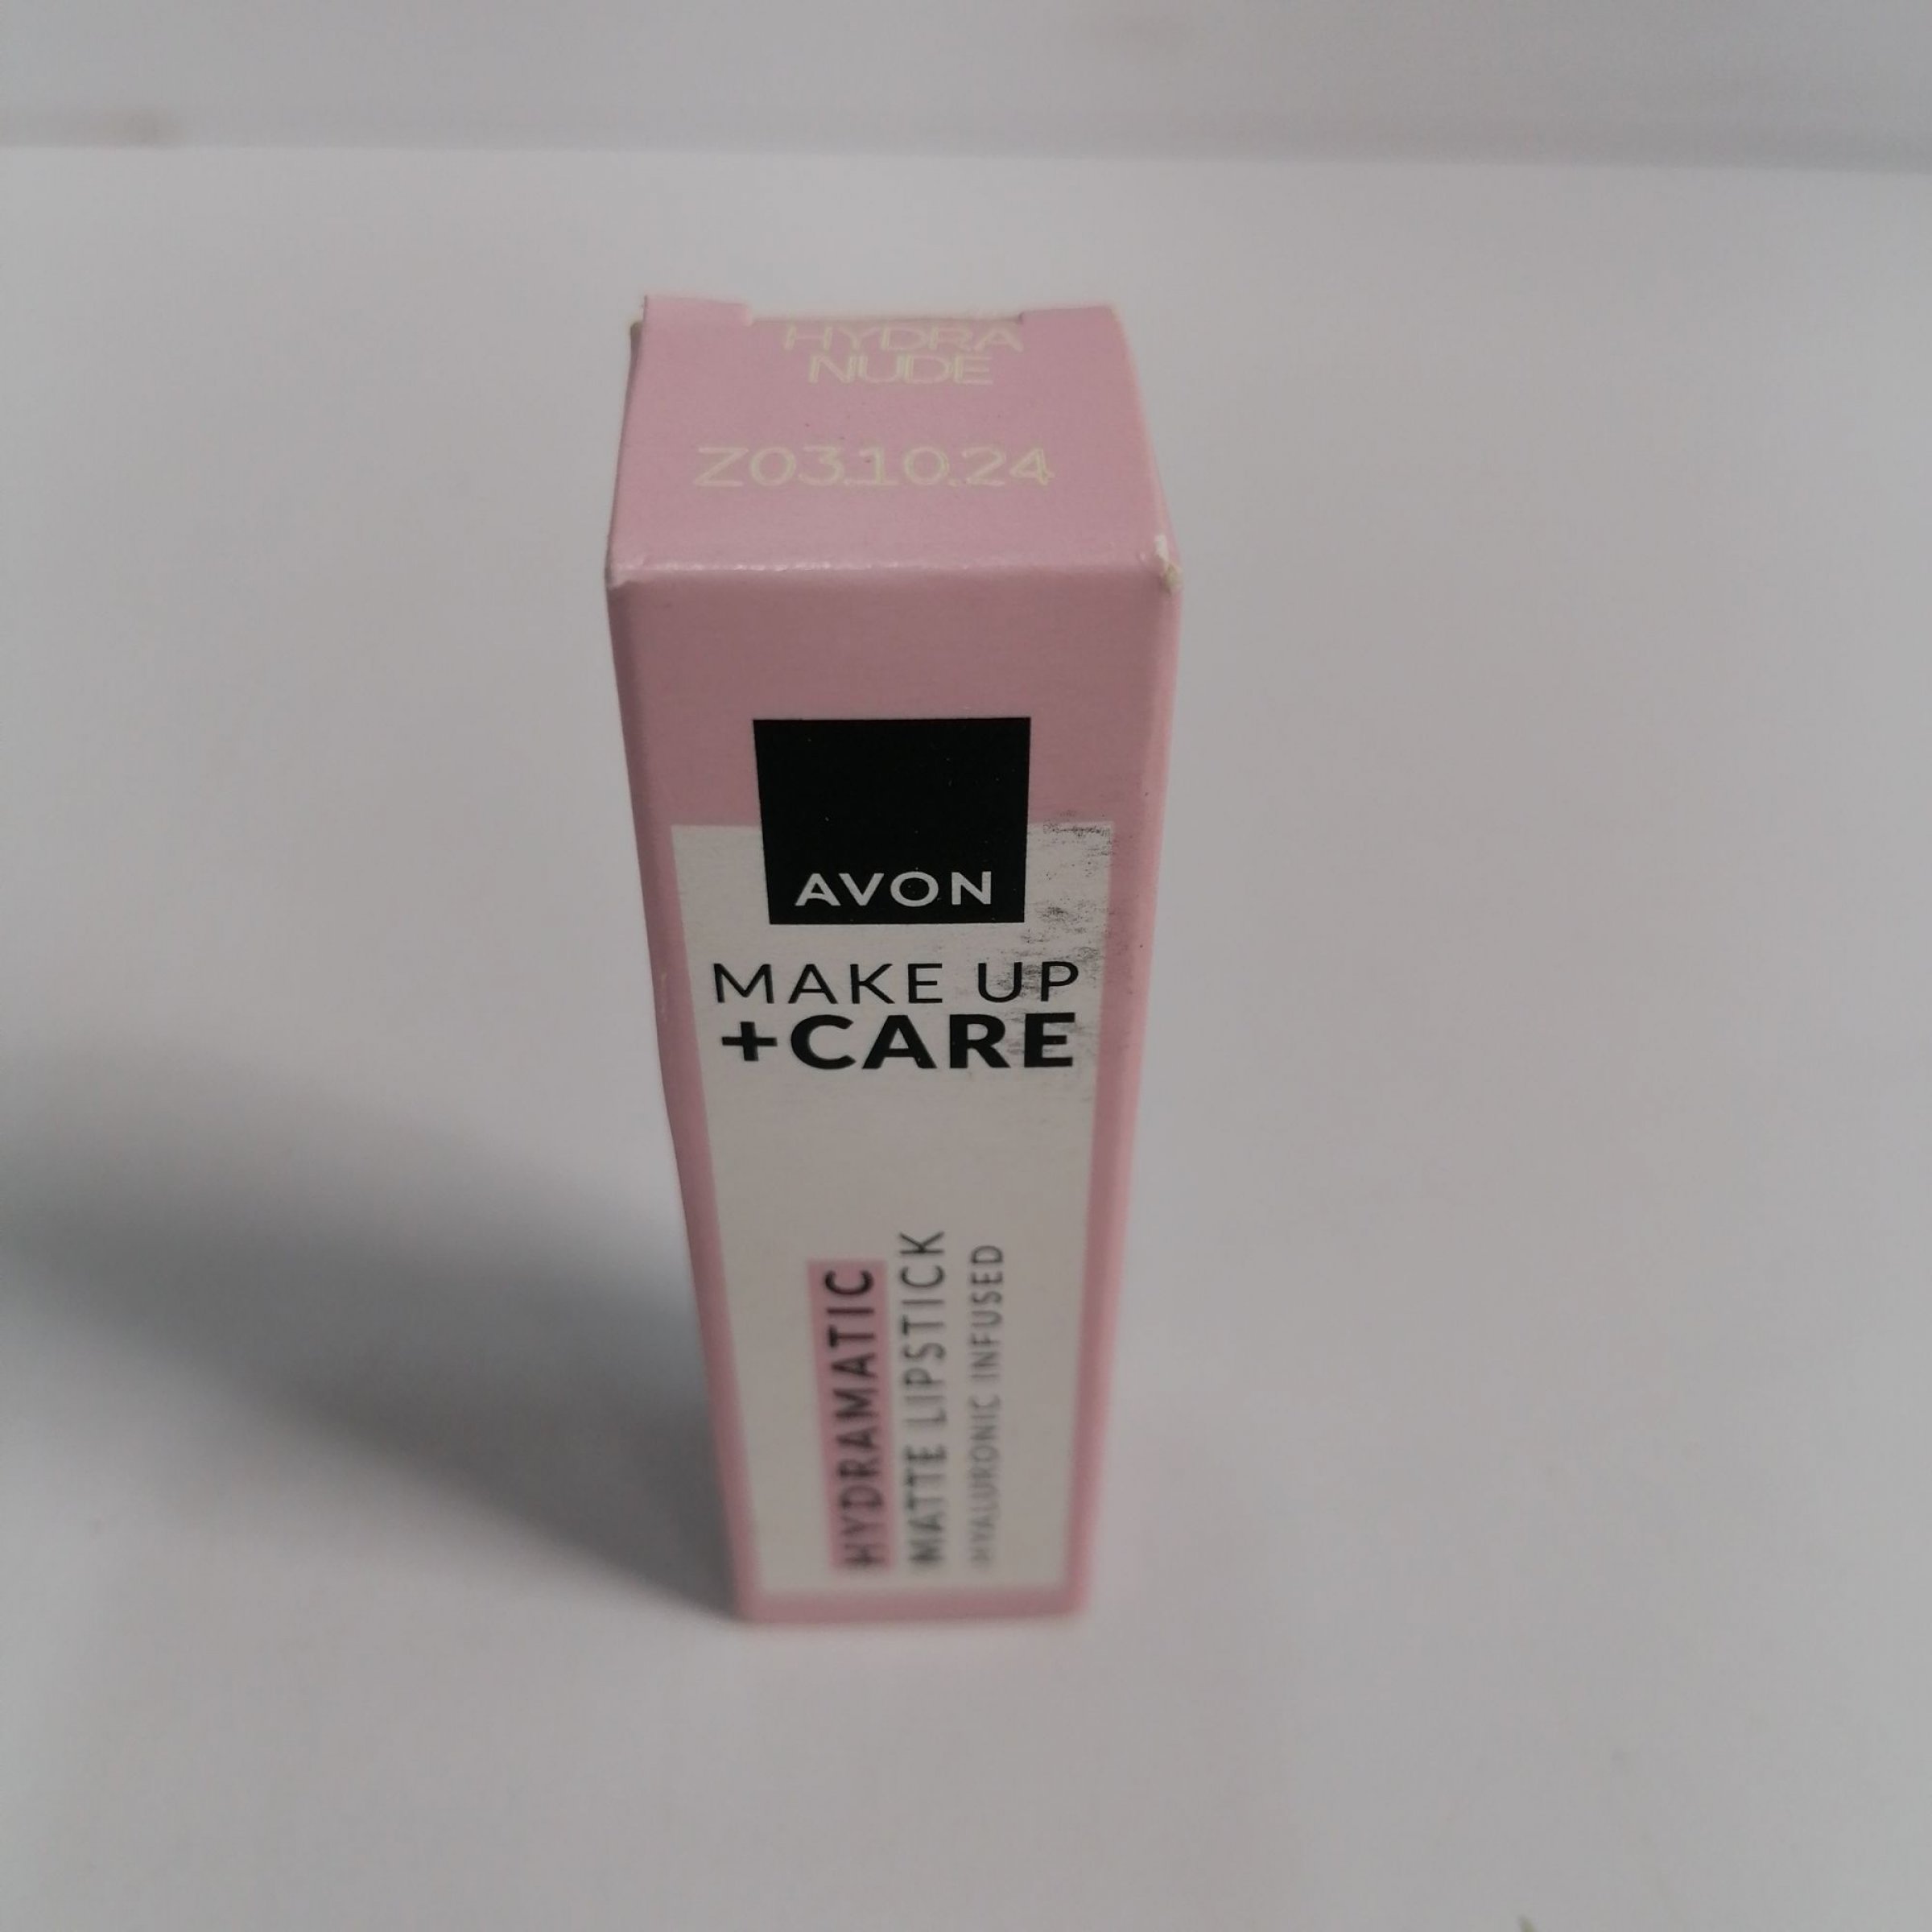 HYDRA
NUDE
Z03.10.24
AVON
MAKE UP
+CARE
HYDRAMATIC
MATTE LIPSTICK
HYALURONIC INFUSED